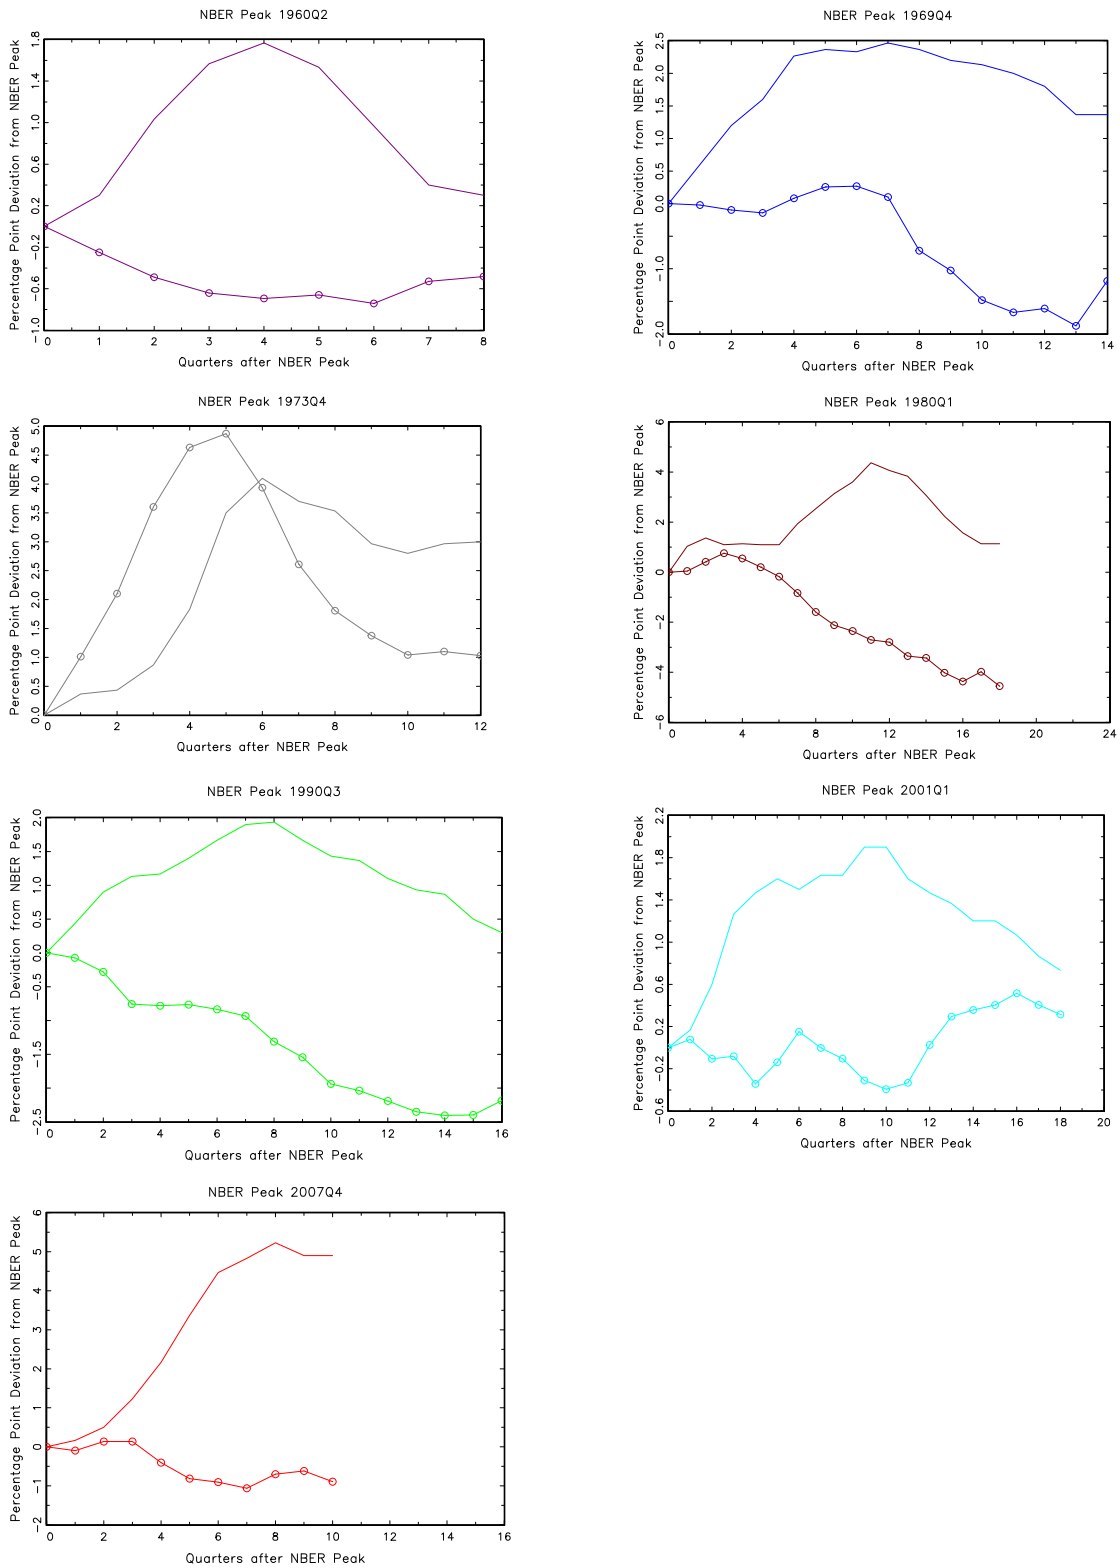 NBER Peak 1960Q2
Percentage Point Deviation from NBER Peak
1.8
1.4
1.0
0.6
0.2
−0.2
−0.6
−1.0
0 1 2 3 4 5 6 7 8
Quarters after NBER Peak
NBER Peak 1969Q4
Percentage Point Deviation from NBER Peak
2.5
2.0
1.5
1.0
0.5
0.0
−1.0
−2.0
0 2 4 6 8 10 12 14
Quarters after NBER Peak
NBER Peak 1973Q4
Percentage Point Deviation from NBER Peak
5.0
4.5
4.0
3.5
3.0
2.5
2.0
1.5
1.0
0.5
0.0
0 2 4 6 8 10 12
Quarters after NBER Peak
NBER Peak 1980Q1
Percentage Point Deviation from NBER Peak
6
4
2
0
−2
−4
−6
0 4 8 12 16 20 24
Quarters after NBER Peak
NBER Peak 1990Q3
Percentage Point Deviation from NBER Peak
2.0
1.5
1.0
0.5
0.0
−0.5
−1.5
−2.5
0 2 4 6 8 10 12 14 16
Quarters after NBER Peak
NBER Peak 2001Q1
Percentage Point Deviation from NBER Peak
2.2
1.8
1.4
1.0
0.6
0.2
−0.2
−0.6
0 2 4 6 8 10 12 14 16 18 20
Quarters after NBER Peak
NBER Peak 2007Q4
Percentage Point Deviation from NBER Peak
6
5
4
3
2
1
0
−1
−2
0 2 4 6 8 10 12 14 16
Quarters after NBER Peak